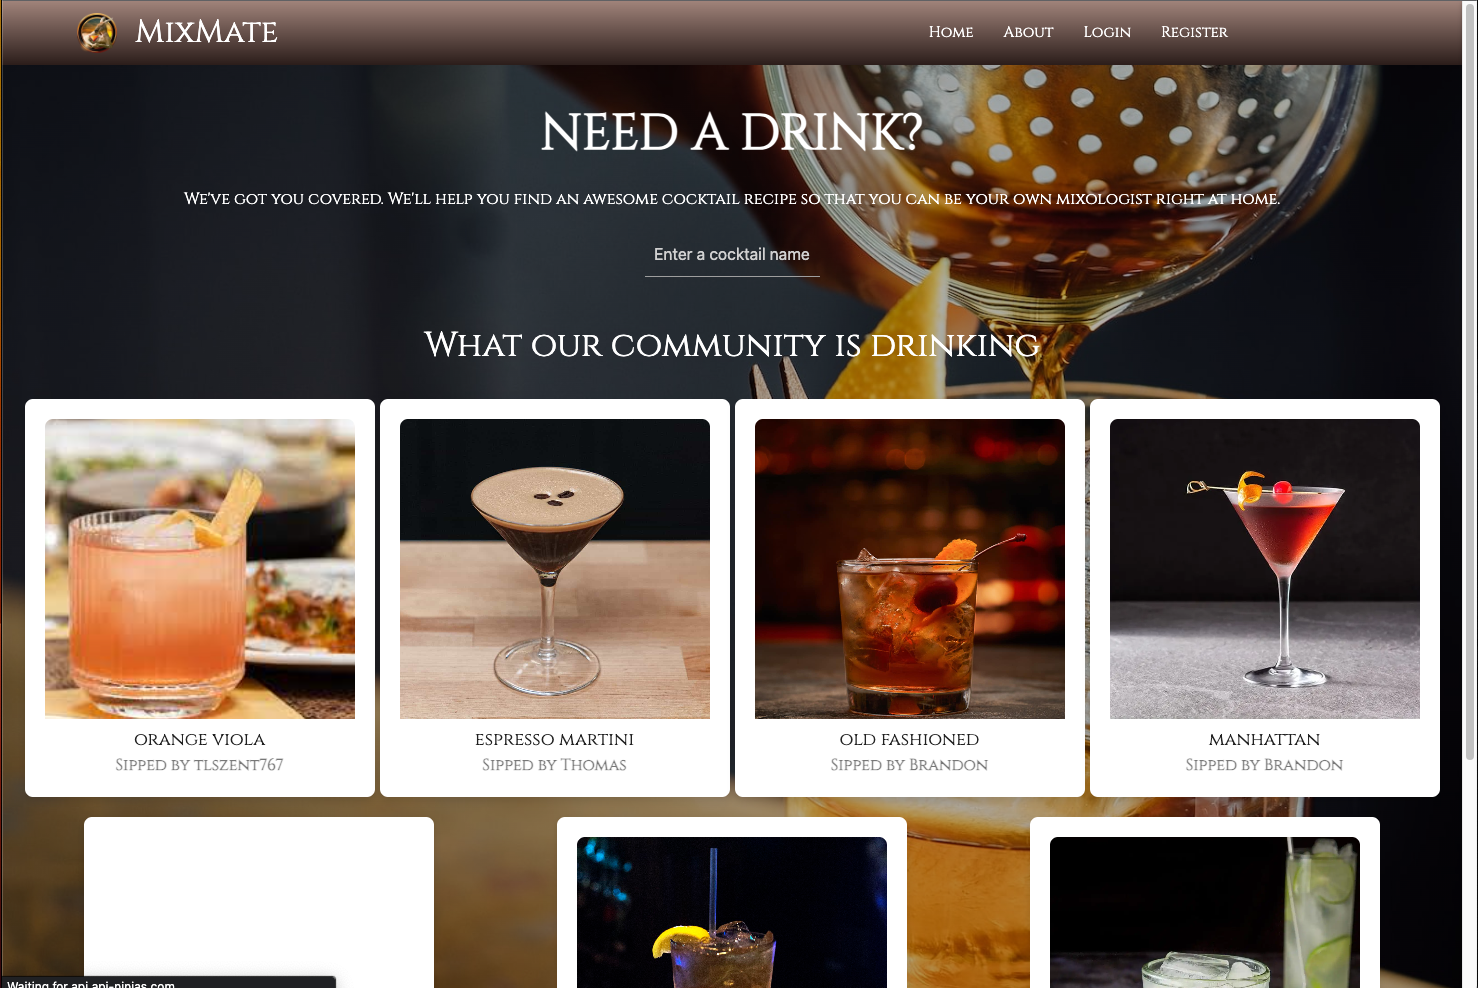 MixMate
Home About Login Register
NEED A DRINK?
We've got you covered. We'll help you find an awesome cocktail recipe so that you can be your own mixologist right at home.
Enter a cocktail name
What our community is drinking
orange viola
Sipped by tlszent767
espresso martini
Sipped by Thomas
old fashioned
Sipped by Brandon
manhattan
Sipped by Brandon
Waiting for api.api-ninjas.com